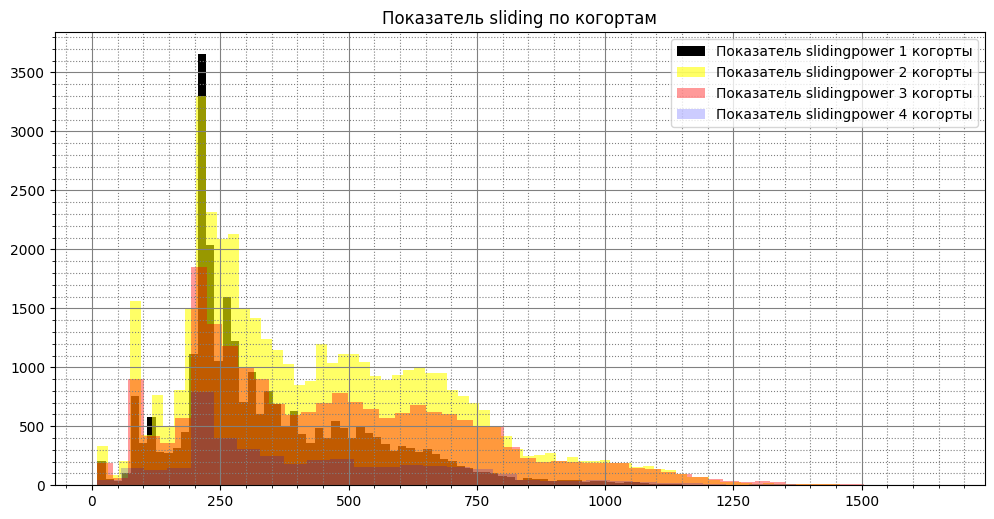 Показатель sliding по когортам
Показатель slidingpower 1 когорты
Показатель slidingpower 2 когорты
Показатель slidingpower 3 когорты
Показатель slidingpower 4 когорты
3500
3000
2500
2000
1500
1000
500
0
0 250 500 750 1000 1250 1500